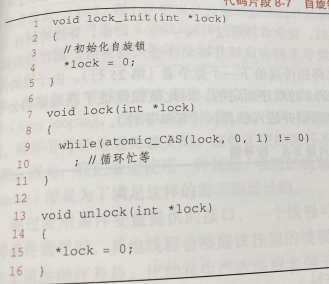 代码片段 8-7 自旋
1 void lock_init(int *lock)
2 {
3 //初始化自旋锁
4 *lock = 0;
5 }
6
7 void lock(int *lock)
8 {
9 while(atomic_CAS(lock, 0, 1) != 0)
10 ; //循环忙等
11 }
12
13 void unlock(int *lock)
14 {
15 *lock = 0;
16 }